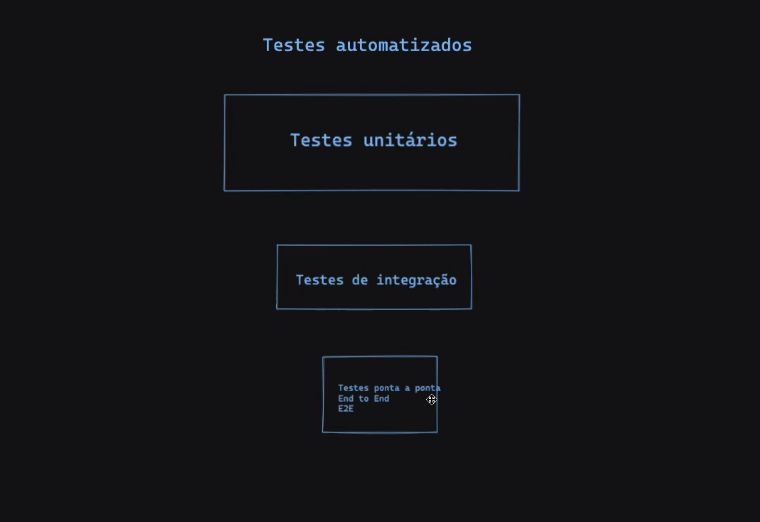 Testes automatizados
Testes unitários
Testes de integração
Testes ponta a ponta
End to End
E2E